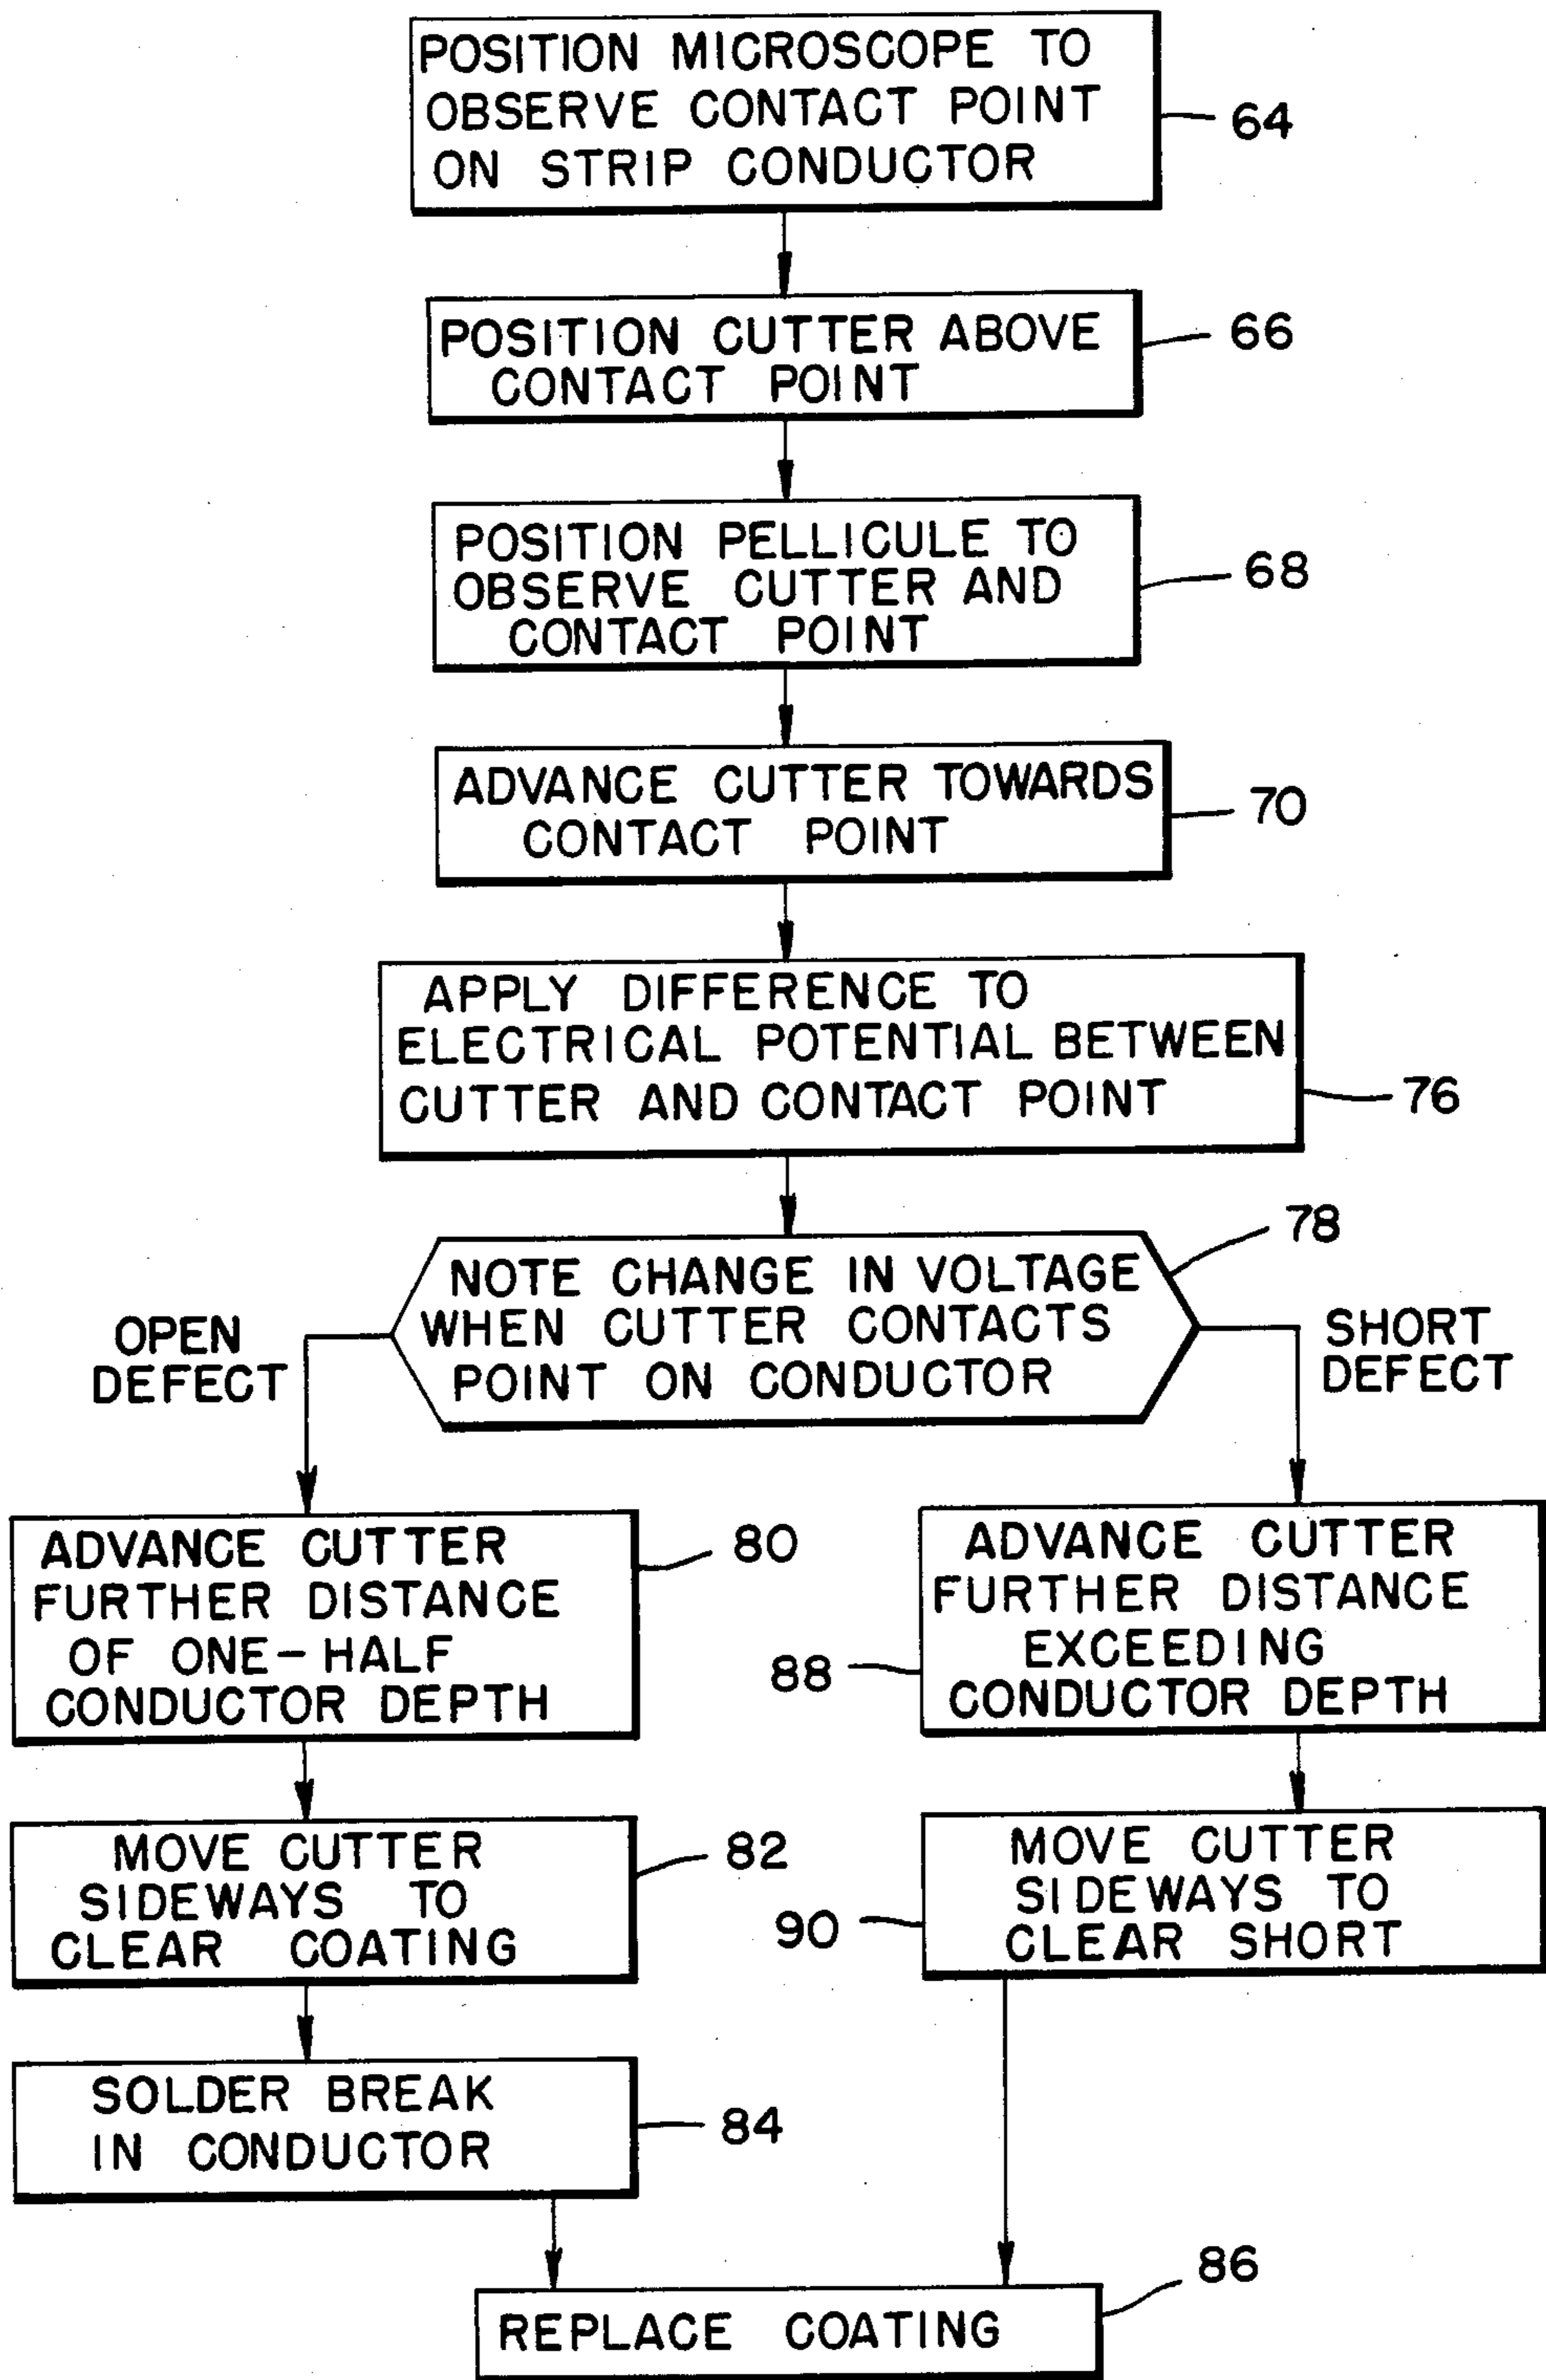 POSITION MICROSCOPE TO
OBSERVE CONTACT POINT
ON STRIP CONDUCTOR
64
POSITION CUTTER ABOVE
CONTACT POINT
66
POSITION PELLICULE TO
OBSERVE CUTTER AND
CONTACT POINT
68
ADVANCE CUTTER TOWARDS
CONTACT POINT
70
APPLY DIFFERENCE TO
ELECTRICAL POTENTIAL BETWEEN
CUTTER AND CONTACT POINT
76
NOTE CHANGE IN VOLTAGE
WHEN CUTTER CONTACTS
POINT ON CONDUCTOR
78
OPEN
DEFECT
SHORT
DEFECT
ADVANCE CUTTER
FURTHER DISTANCE
OF ONE-HALF
CONDUCTOR DEPTH
80
ADVANCE CUTTER
FURTHER DISTANCE
EXCEEDING
CONDUCTOR DEPTH
88
MOVE CUTTER
SIDEWAYS TO
CLEAR COATING
82
MOVE CUTTER
SIDEWAYS TO
CLEAR SHORT
90
SOLDER BREAK
IN CONDUCTOR
84
REPLACE COATING
86